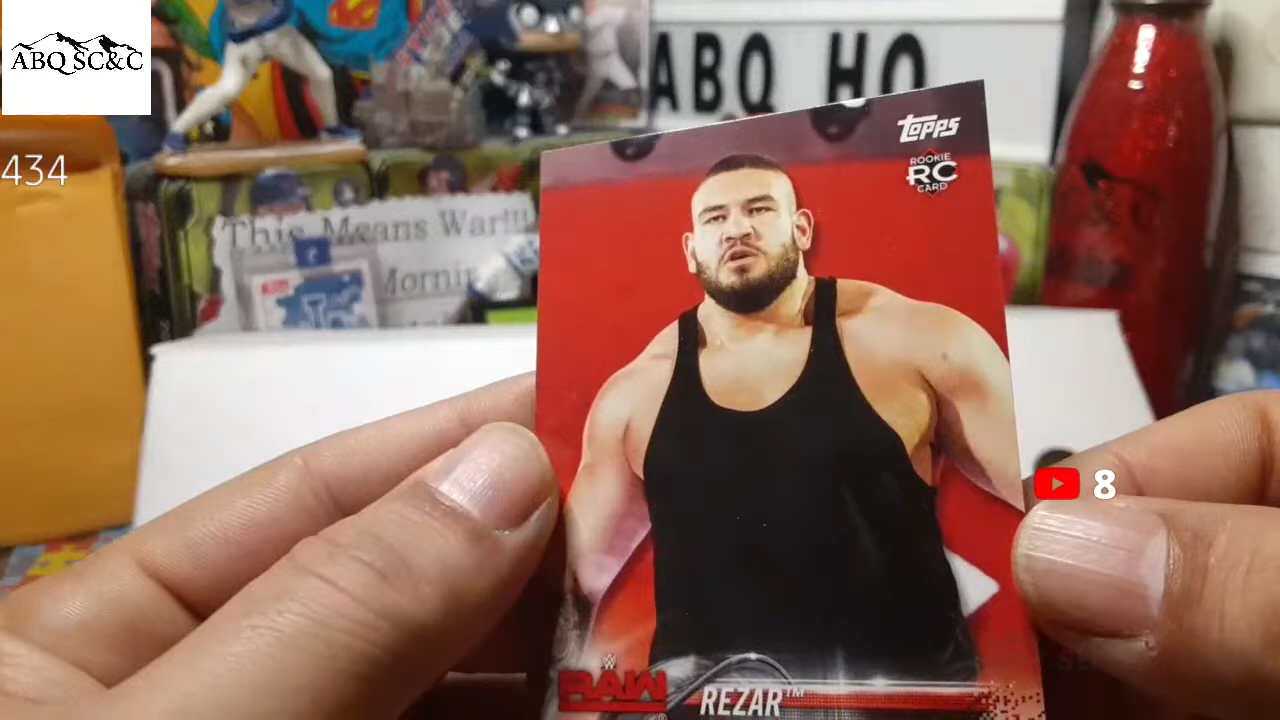 ABQ SC&C
ABQ HO
434
topps
ROOKIE
RC
CARD
This Means War!!!
Mornin
8
W
RAW
REZAR™